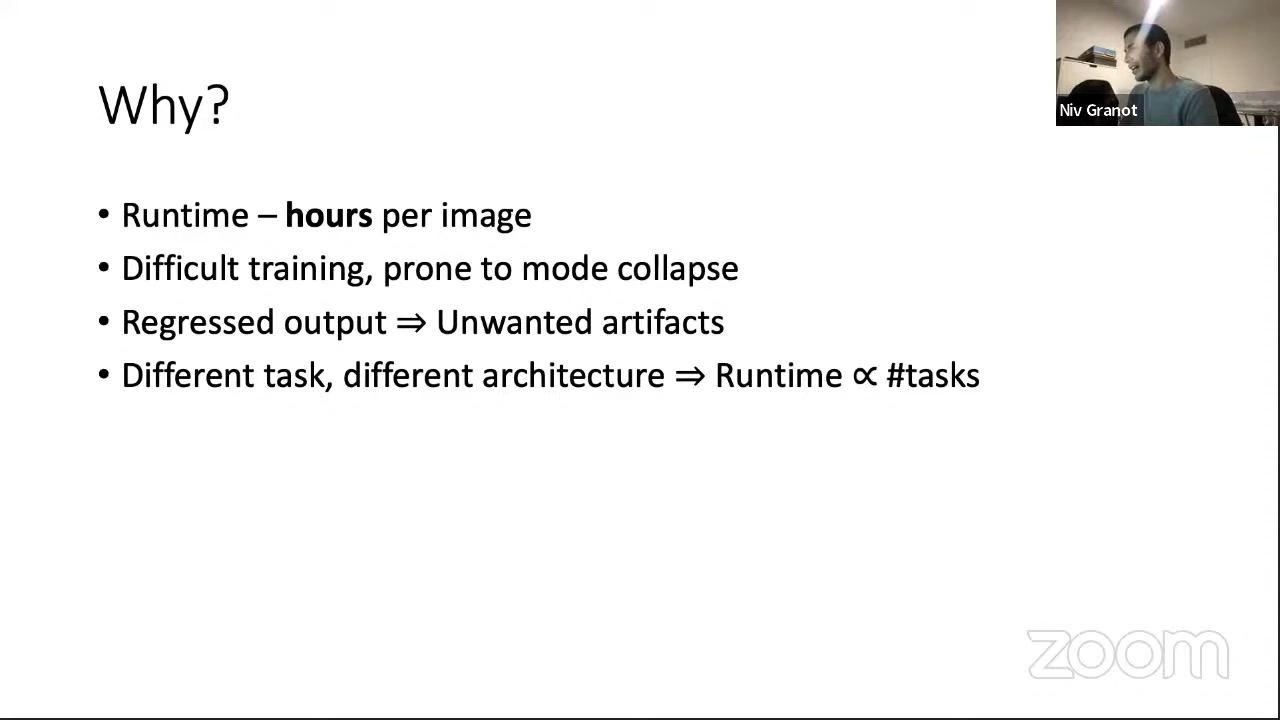 Why?
Niv Granot
• Runtime – hours per image
• Difficult training, prone to mode collapse
• Regressed output ⇒ Unwanted artifacts
• Different task, different architecture ⇒ Runtime ∝ #tasks
zoom